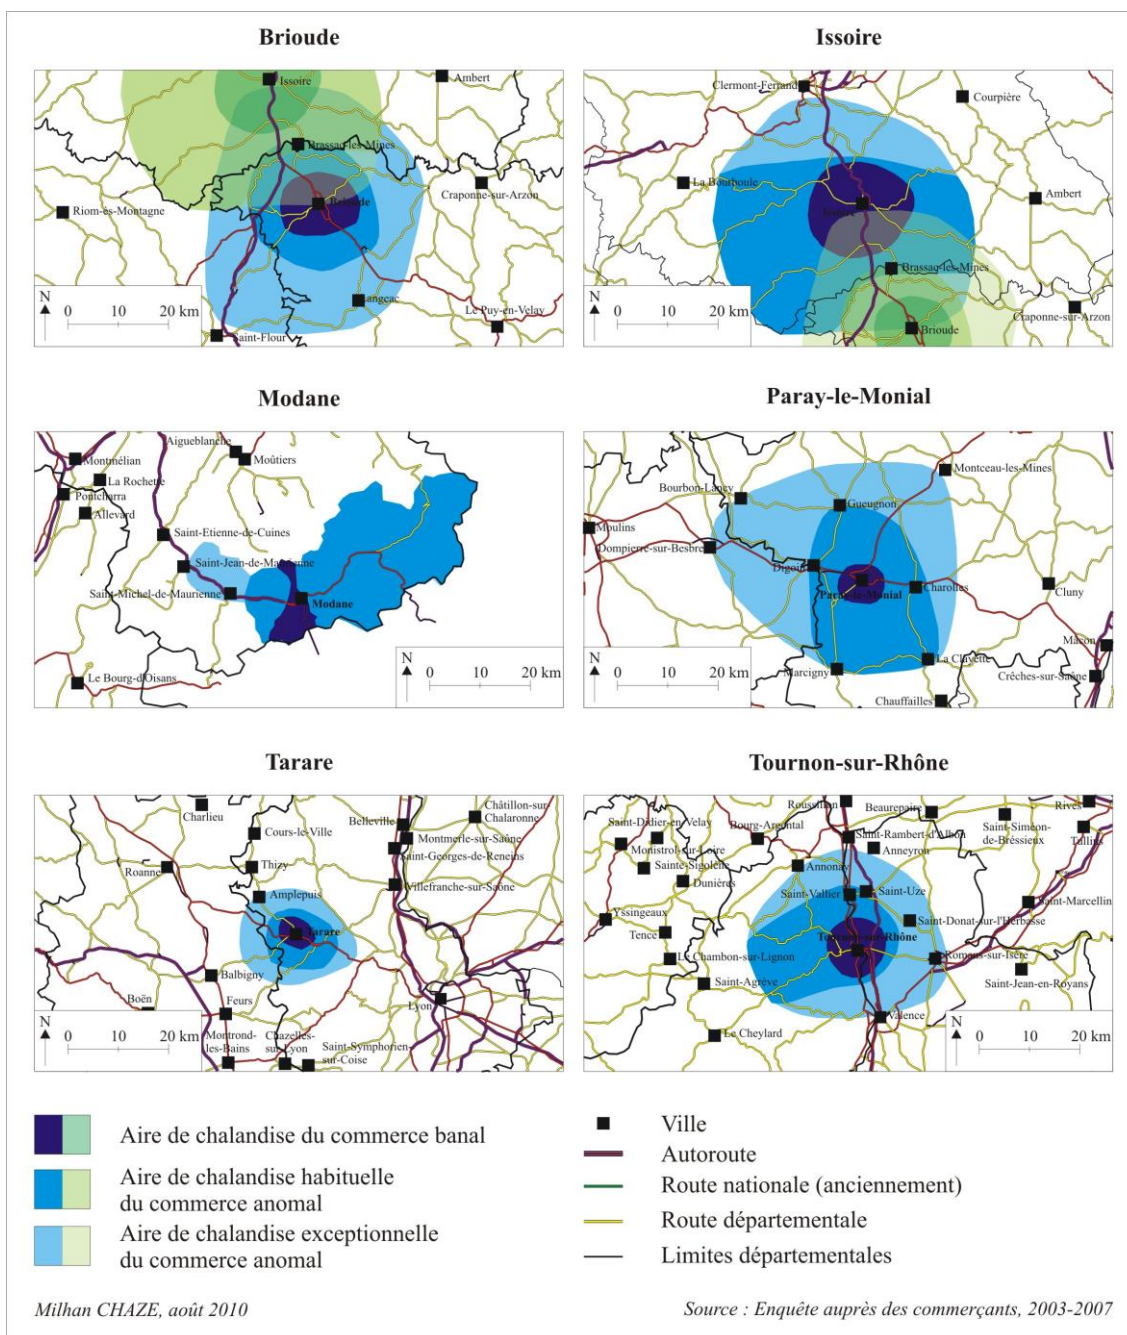 Brioude
Issoire
Issoire
Ambert
Brassac-les-Mines
Craponne-sur-Arzon
Riom-ès-Montagne
Brioude
Langeac
Le Puy-en-Velay
Saint-Flour
N
0 10 20 km
Clermont-Ferrand
Courpière
La Bourboule
Ambert
Issoire
Brassac-les-Mines
Craponne-sur-Arzon
Brioude
N
0 10 20 km
Modane
Paray-le-Monial
Aigueblanche
Montmélian
Moûtiers
La Rochette
Pontcharra
Allevard
Saint-Etienne-de-Cuines
Saint-Jean-de-Maurienne
Saint-Michel-de-Maurienne
Modane
Le Bourg-d'Oisans
N
0 10 20 km
Montceau-les-Mines
Bourbon-Lancy
Gueugnon
Moulins
Dompierre-sur-Besbre
Digoin
Paray-le-Monial
Charolles
Cluny
Mâcon
La Clayette
Marcigny
Crêches-sur-Saône
Chauffailles
N
0 10 20 km
Tarare
Tournon-sur-Rhône
Charlieu
Châtillon-sur-
Chalaronne
Belleville
Cours-le-Ville
Montmerle-sur-Saône
Saint-Georges-de-Reneins
Thizy
Roanne
Villefranche-sur-Saône
Amplepuis
Tarare
Balbigny
Boën
Feurs
Lyon
Montrond-
les-Bains
Chazelles-
sur-Lyon
Saint-Symphorien-
sur-Coise
N
0 10 20 km
Roussillon
Beaurepaire
Rives
Saint-Didier-en-Velay
Bourg-Argental
Saint-Rambert-d'Albon
Saint-Siméon-
de-Bressieux
Tullins
Monistrol-sur-Loire
Anneyron
Sainte-Sigolène
Annonay
Dunières
Saint-Vallier
Saint-Uze
Saint-Marcellin
Yssingeaux
Saint-Donat-sur-l'Herbasse
Tence
Tournon-sur-Rhône
Le Chambon-sur-Lignon
Romans-sur-Isère
Saint-Agrève
Saint-Jean-en-Royans
Valence
Le Cheylard
N
0 10 20 km
Aire de chalandise du commerce banal
Aire de chalandise habituelle
du commerce anomal
Aire de chalandise exceptionnelle
du commerce anomal
Ville
Autoroute
Route nationale (anciennement)
Route départementale
Limites départementales
Milhan CHAZE, août 2010
Source : Enquête auprès des commerçants, 2003-2007